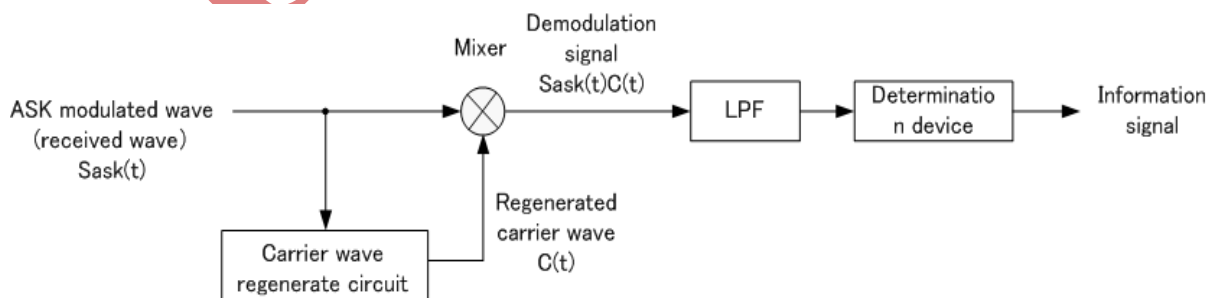 ASK modulated wave
(received wave)
Sask(t)
Mixer
Demodulation
signal
Sask(t)C(t)
LPF
Determinatio
n device
Information
signal
Carrier wave
regenerate circuit
Regenerated
carrier wave
C(t)